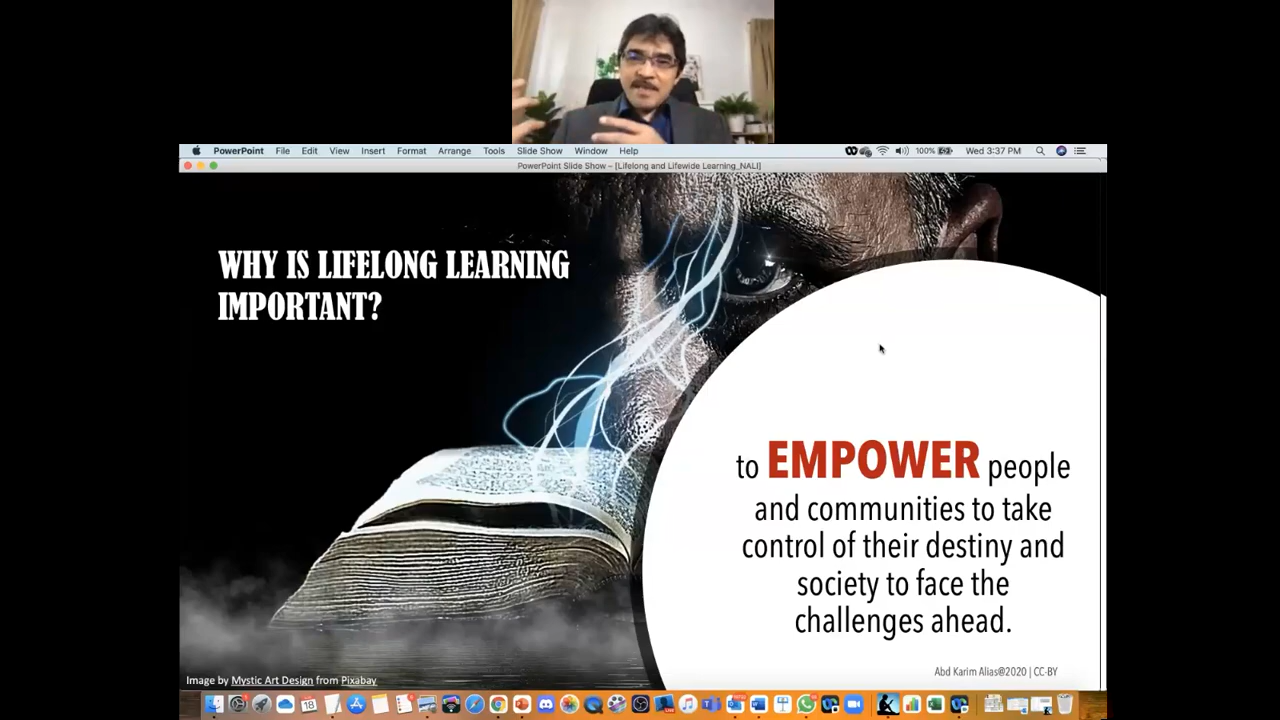 PowerPoint File Edit View Insert Format Arrange Tools Slide Show Window Help 100% Wed 3:37 PM
PowerPoint Slide Show – [Lifelong and Lifewide Learning_NALI]
WHY IS LIFELONG LEARNING
IMPORTANT?
to EMPOWER people
and communities to take
control of their destiny and
society to face the
challenges ahead.
Abd Karim Alias@2020 | CC-BY
Image by Mystic Art Design from Pixabay
18